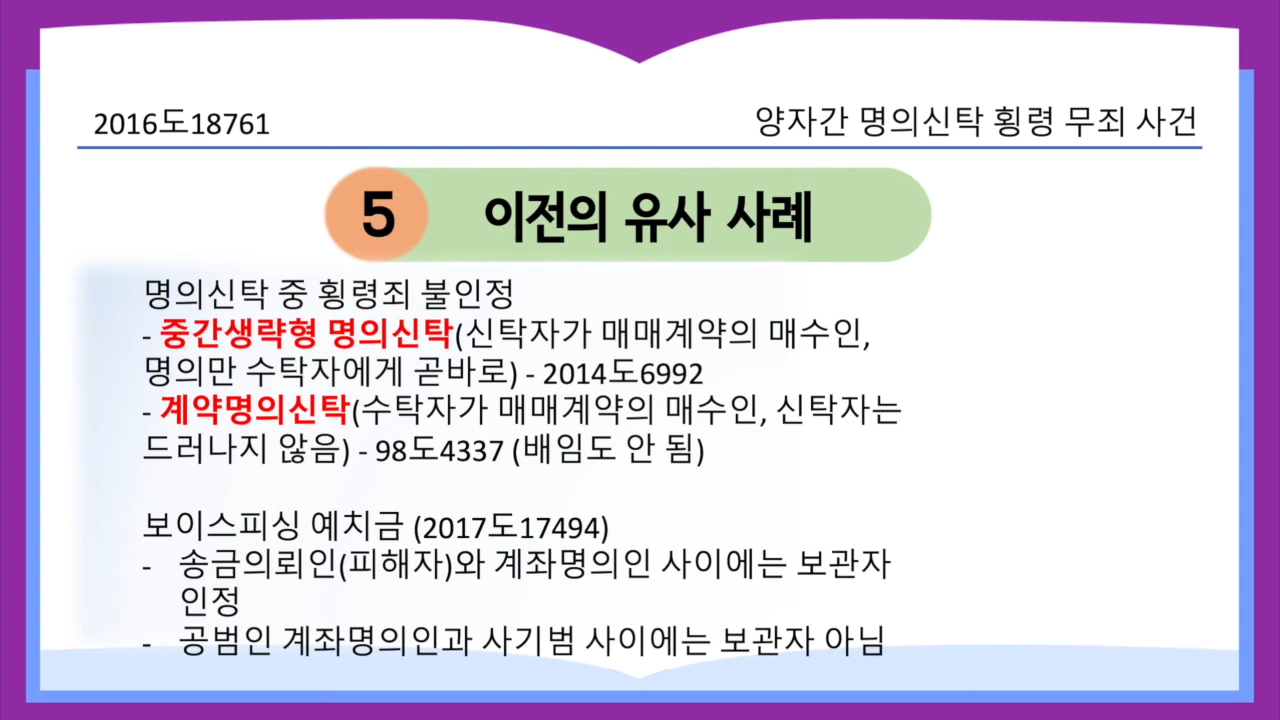 2016도18761
양자간 명의신탁 횡령 무죄 사건
5 이전의 유사 사례
명의신탁 중 횡령죄 불인정
- 중간생략형 명의신탁(신탁자가 매매계약의 매수인,
명의만 수탁자에게 곧바로) - 2014도6992
- 계약명의신탁(수탁자가 매매계약의 매수인, 신탁자는
드러나지 않음) - 98도4337 (배임도 안 됨)
보이스피싱 예치금 (2017도17494)
- 송금의뢰인(피해자)와 계좌명의인 사이에는 보관자
인정
- 공범인 계좌명의인과 사기범 사이에는 보관자 아님